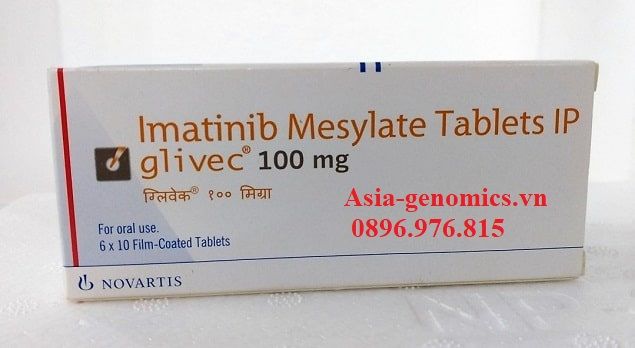 Imatinib Mesylate Tablets IP
glivec® 100 mg
ग्लिवेक® १०० मिग्रा
For oral use.
6 x 10 Film-Coated Tablets
NOVARTIS
Asia-genomics.vn
0896.976.815